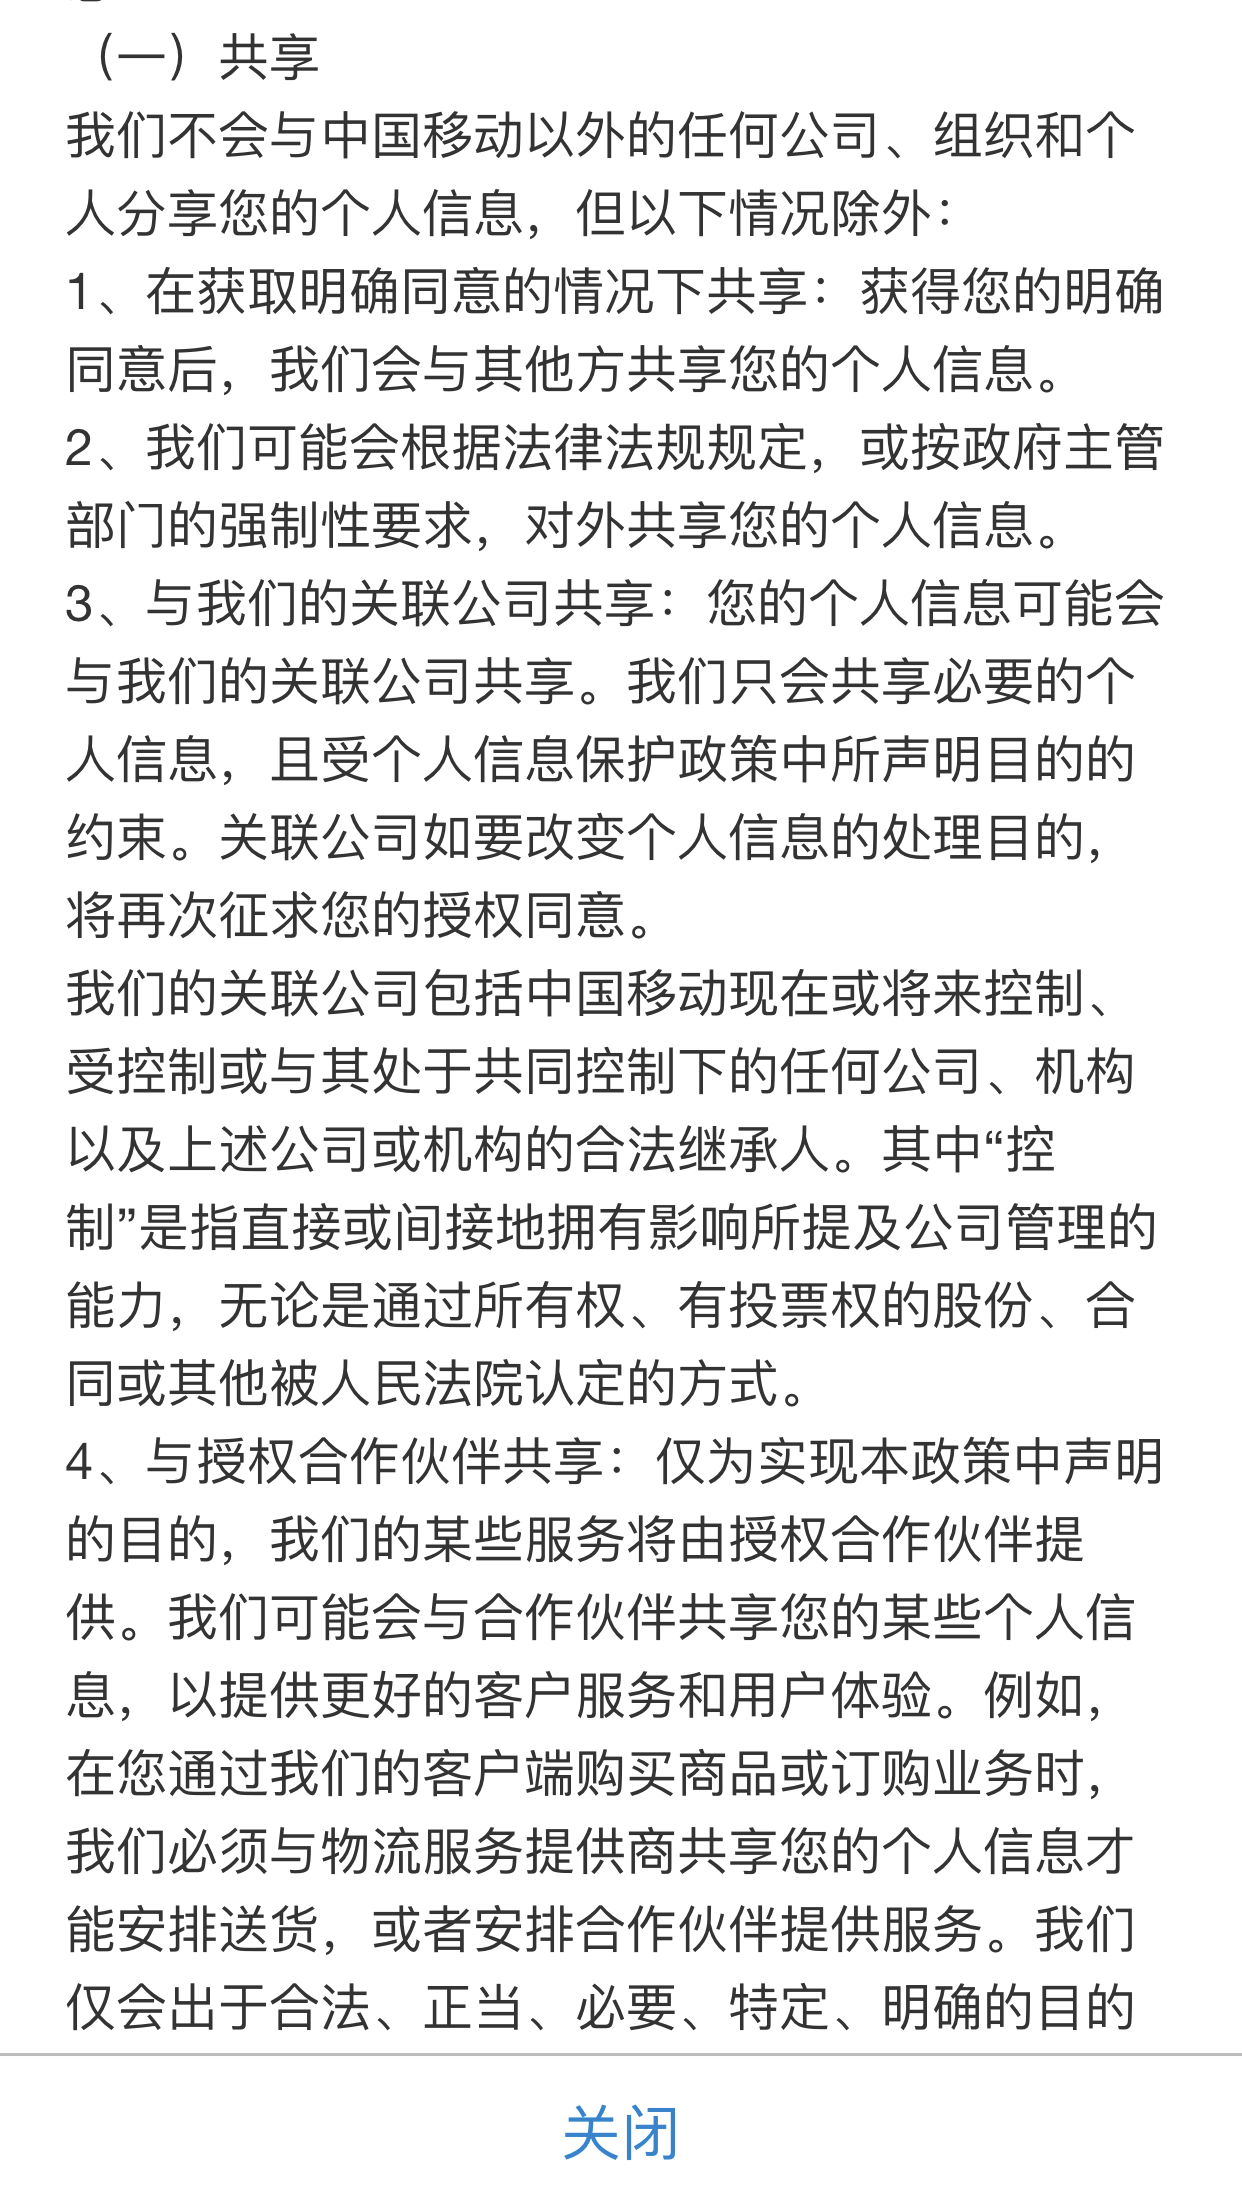 （一）共享
我们不会与中国移动以外的任何公司、组织和个
人分享您的个人信息，但以下情况除外：
1、在获取明确同意的情况下共享：获得您的明确
同意后，我们会与其他方共享您的个人信息。
2、我们可能会根据法律法规规定，或按政府主管
部门的强制性要求，对外共享您的个人信息。
3、与我们的关联公司共享：您的个人信息可能会
与我们的关联公司共享。我们只会共享必要的个
人信息，且受个人信息保护政策中所声明目的的
约束。关联公司如要改变个人信息的处理目的，
将再次征求您的授权同意。
我们的关联公司包括中国移动现在或将来控制、
受控制或与其处于共同控制下的任何公司、机构
以及上述公司或机构的合法继承人。其中“控
制”是指直接或间接地拥有影响所提及公司管理的
能力，无论是通过所有权、有投票权的股份、合
同或其他被人民法院认定的方式。
4、与授权合作伙伴共享：仅为实现本政策中声明
的目的，我们的某些服务将由授权合作伙伴提
供。我们可能会与合作伙伴共享您的某些个人信
息，以提供更好的客户服务和用户体验。例如，
在您通过我们的客户端购买商品或订购业务时，
我们必须与物流服务提供商共享您的个人信息才
能安排送货，或者安排合作伙伴提供服务。我们
仅会出于合法、正当、必要、特定、明确的目的
关闭